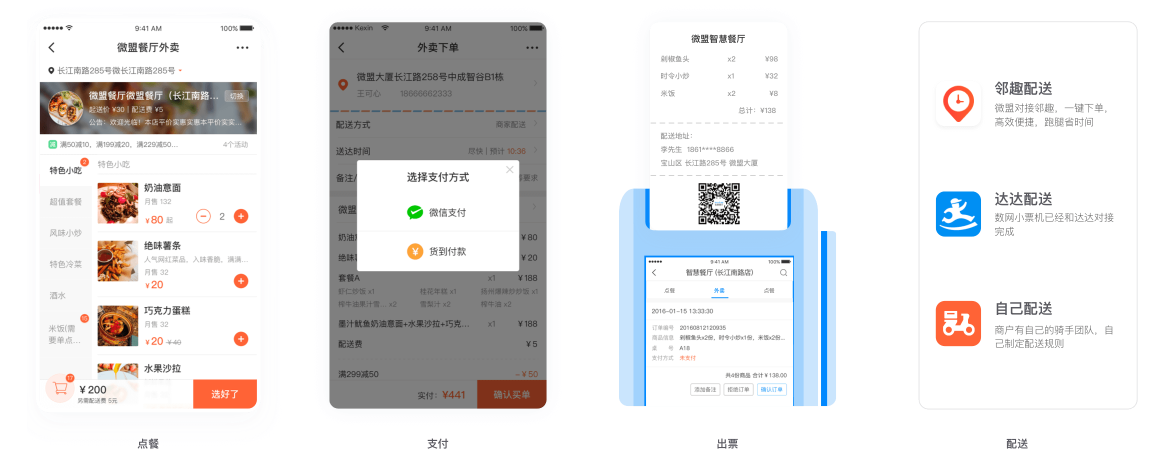 9:41 AM
100%
微盟餐厅外卖
长江南路285号微长江南路285号
微盟餐厅微盟餐厅（长江南路...
切换
起送价 ¥30 | 配送费 ¥5
公告：欢迎光临！本店平价实惠实惠本平价实实...
满50减10、满199减20、满229减50...
4个活动
特色小吃
2
超值套餐
风味小炒
特色冷菜
酒水
米饭(需要单点...
16
特色小吃
奶油意面
月售 132
¥80 起
2
绝味薯条
人气网红菜品，入味香脆，满满...
月售 32
¥20
巧克力蛋糕
月售 32
¥20 ¥40
水果沙拉
17
¥200
另需配送费 5元
选好了
点餐
Kexin
9:41 AM
100%
外卖下单
微盟大厦长江路258号中成智谷B1栋
王可心 18666662333
配送方式
商家配送
送达时间
尽快 | 预计 10:36
备注/
要求
选择支付方式
微信支付
货到付款
微盟
奶油
¥80
绝味
¥20
套餐A x1 ¥188
虾仁炒饭 x1 桂花年糕 x1
榨牛油果汁雪... x2 雪梨汁 x2 榨牛油 x2
墨汁鱿鱼奶油意面+水果沙拉+巧克... x1 ¥188
配送费 ¥5
满299减50 -¥50
实付：¥441
确认买单
支付
微盟智慧餐厅
剁椒鱼头 x2 ¥98
时令小炒 x1 ¥32
米饭 x2 ¥8
总计：¥138
配送地址：
李先生 1861****8866
宝山区 长江路285号 微盟大厦
9:41 AM
100%
智慧餐厅 (长江南路店)
点餐 外卖 点餐
2016-01-15 13:33:30
订单编号 20160812120935
商品信息 剁椒鱼头x2份，时令小炒x1份，米饭x2份...
桌 号 A18
支付方式 未支付
共4份商品 合计 ¥138.00
添加备注 拒绝订单 确认订单
出票
邻趣配送
微盟对接邻趣，一键下单，
高效便捷，跑腿省时间
达达配送
数网小票机已经和达达对接
完成
自己配送
商户有自己的骑手团队，自
己制定配送规则
配送